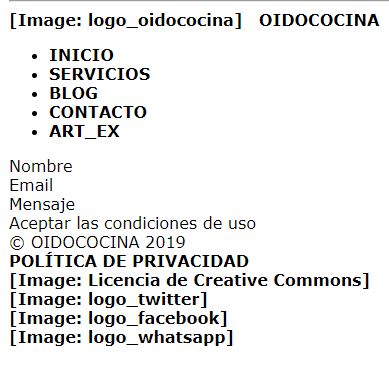 [Image: logo_oidococina] OIDOCOCINA
• INICIO
• SERVICIOS
• BLOG
• CONTACTO
• ART_EX
Nombre
Email
Mensaje
Aceptar las condiciones de uso
© OIDOCOCINA 2019
POLÍTICA DE PRIVACIDAD
[Image: Licencia de Creative Commons]
[Image: logo_twitter]
[Image: logo_facebook]
[Image: logo_whatsapp]